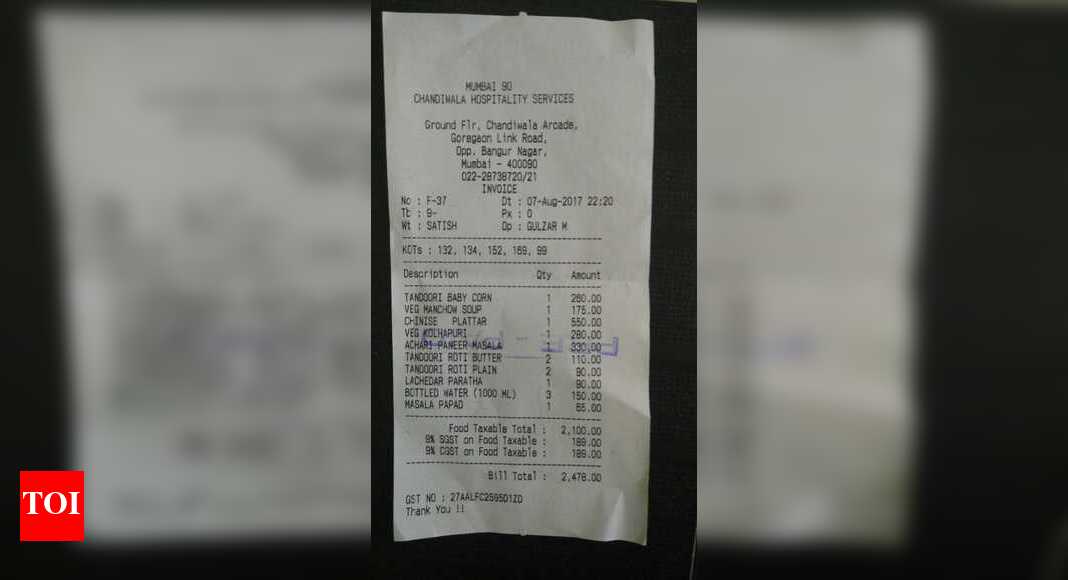 MUMBAI 90
CHANDIWALA HOSPITALITY SERVICES
Ground Flr, Chandiwala Arcade,
Goregaon Link Road,
Opp. Bangur Nagar,
Mumbai - 400090
022-28738720/21
INVOICE
No : F-37 Dt : 07-Aug-2017 22:20
Tb : 9- Px : 0
Wt : SATISH Op : GULZAR M
KOTs : 132, 134, 152, 169, 99
Description Qty Amount
TANDOORI BABY CORN 1 260.00
VEG MANCHOW SOUP 1 175.00
CHINISE PLATTAR 1 550.00
VEG KOLHAPURI 1 280.00
ACHARI PANEER MASALA 1 330.00
TANDOORI ROTI BUTTER 2 110.00
TANDOORI ROTI PLAIN 2 90.00
LACHEDAR PARATHA 1 90.00
BOTTLED WATER (1000 ML) 3 150.00
MASALA PAPAD 1 65.00
Food Taxable Total : 2,100.00
9% SGST on Food Taxable : 189.00
9% CGST on Food Taxable : 189.00
Bill Total : 2,478.00
GST NO : 27AALFC2595D1ZD
Thank You !!
TOI